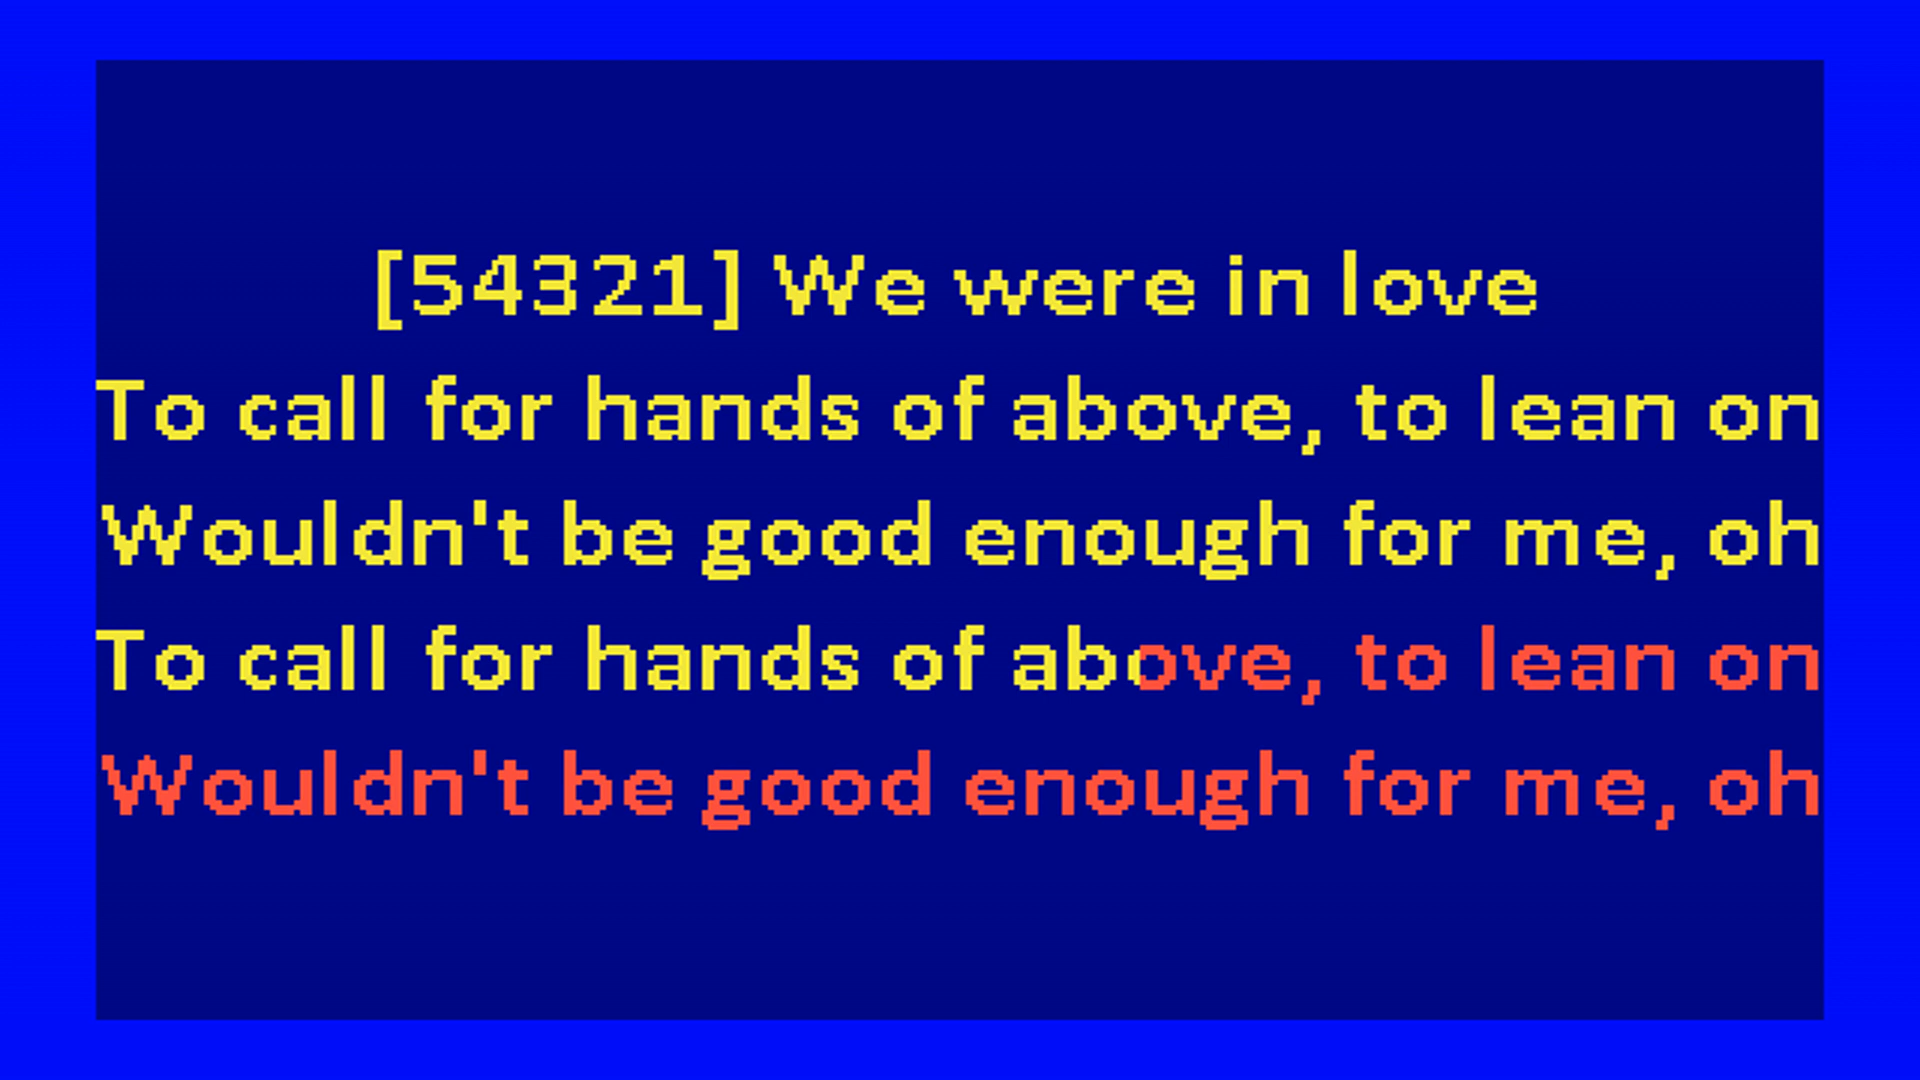 [54321] We were in love
To call for hands of above, to lean on
Wouldn't be good enough for me, oh
To call for hands of above, to lean on
Wouldn't be good enough for me, oh